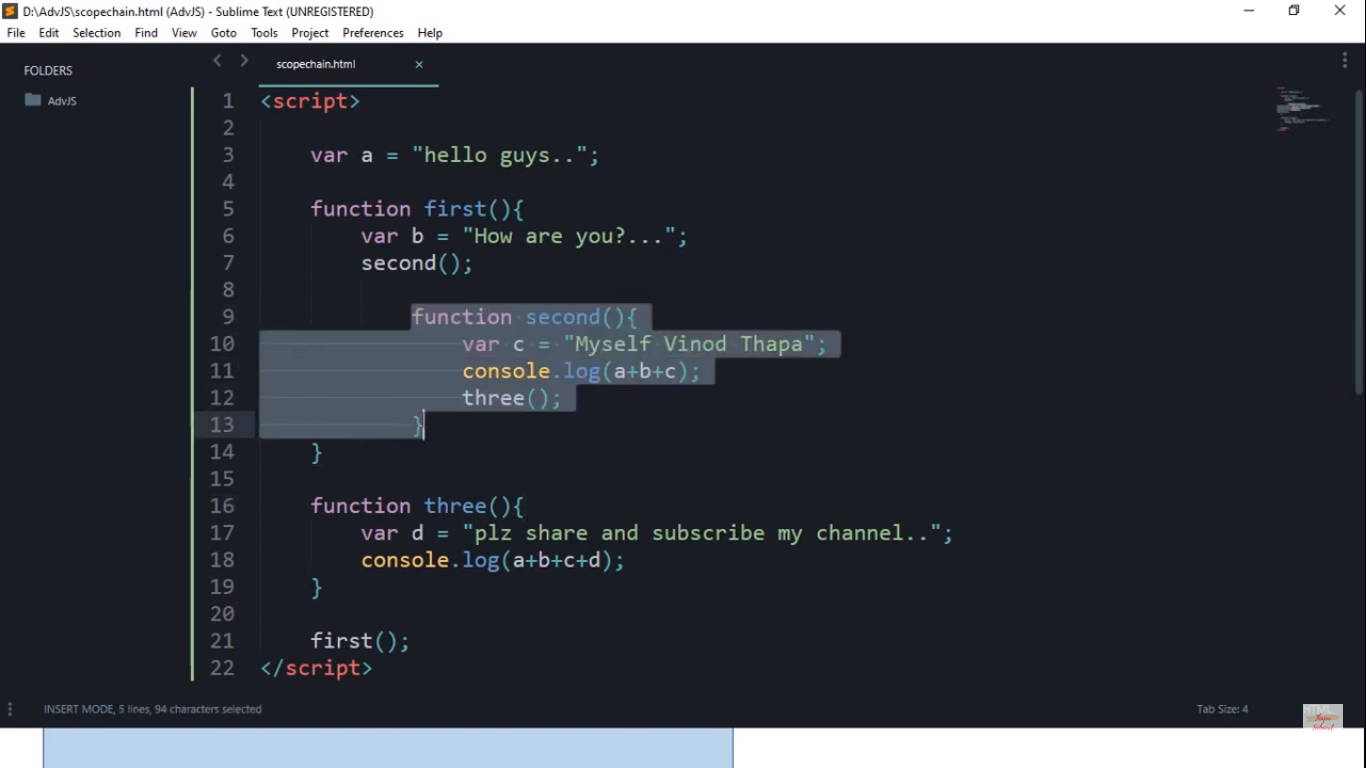 D:\AdvJS\scopechain.html (AdvJS) - Sublime Text (UNREGISTERED)
File Edit Selection Find View Goto Tools Project Preferences Help
FOLDERS
AdvJS
scopechain.html ×
1 <script>
2
3 var a = "hello guys..";
4
5 function first(){
6 var b = "How are you?...";
7 second();
8
9 function second(){
10 var c = "Myself Vinod Thapa";
11 console.log(a+b+c);
12 three();
13 }
14 }
15
16 function three(){
17 var d = "plz share and subscribe my channel..";
18 console.log(a+b+c+d);
19 }
20
21 first();
22 </script>
INSERT MODE, 5 lines, 94 characters selected
Tab Size: 4
HTML
Thapa